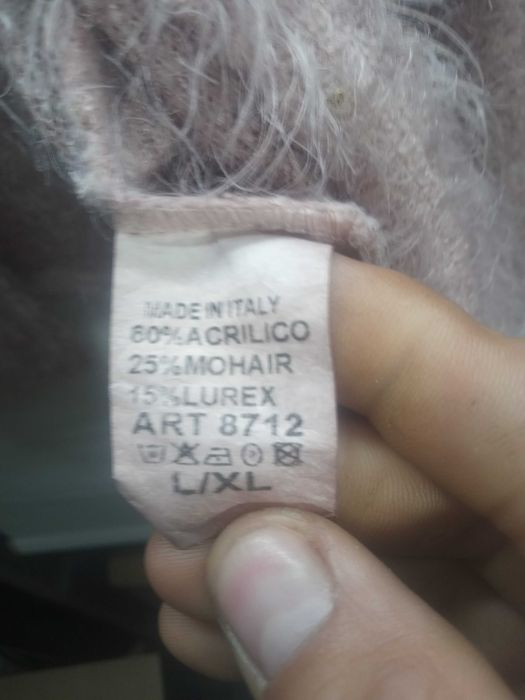 MADE IN ITALY
60%ACRILICO
25%MOHAIR
15%LUREX
ART 8712
L/XL